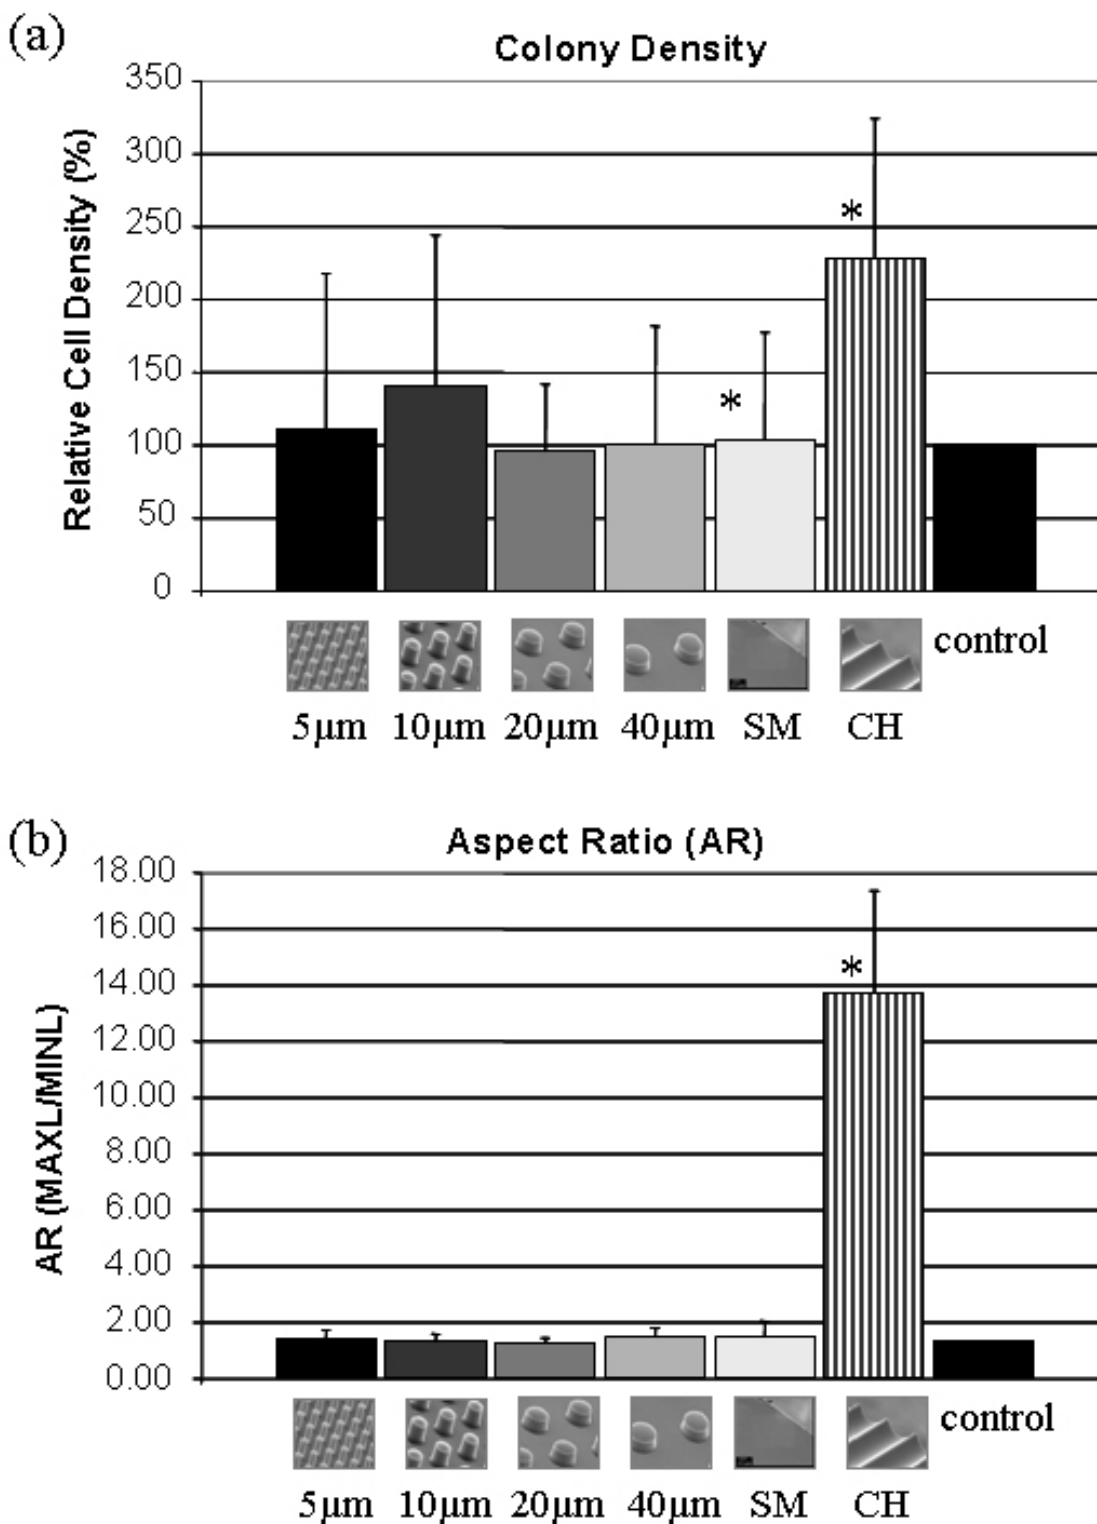 (a)
Colony Density
Relative Cell Density (%)
350
300
250
200
150
100
50
0
*
*
control
5µm 10µm 20µm 40µm SM CH
(b)
Aspect Ratio (AR)
AR (MAXL/MINL)
18.00
16.00
14.00
12.00
10.00
8.00
6.00
4.00
2.00
0.00
*
control
5µm 10µm 20µm 40µm SM CH